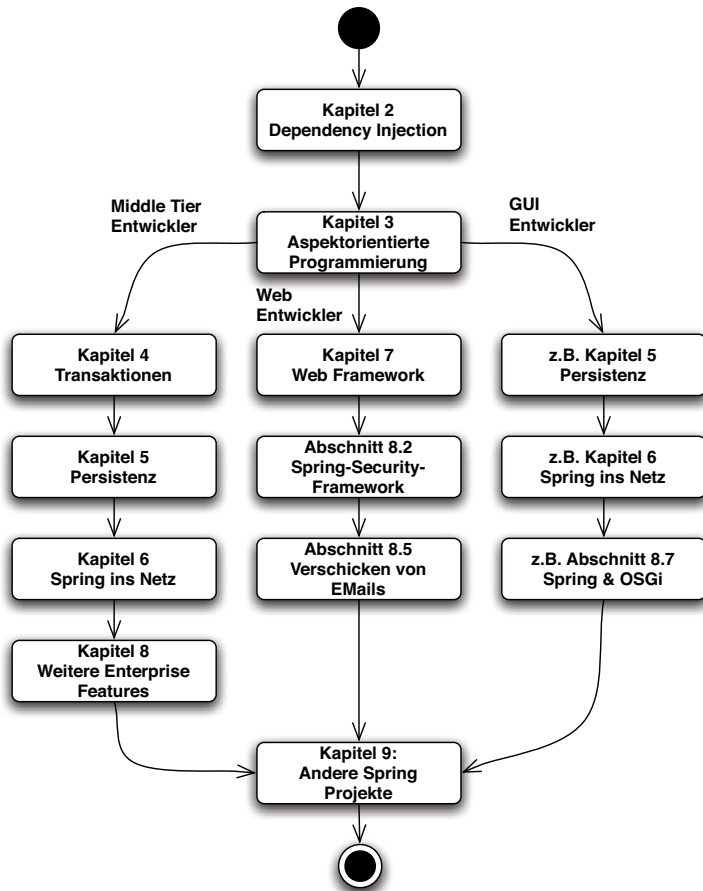 Kapitel 2
Dependency Injection
Middle Tier
Entwickler
GUI
Entwickler
Kapitel 3
Aspektorientierte
Programmierung
Web
Entwickler
Kapitel 4
Transaktionen
Kapitel 7
Web Framework
z.B. Kapitel 5
Persistenz
Kapitel 5
Persistenz
Abschnitt 8.2
Spring-Security-
Framework
z.B. Kapitel 6
Spring ins Netz
Kapitel 6
Spring ins Netz
Abschnitt 8.5
Verschicken von
EMails
z.B. Abschnitt 8.7
Spring & OSGi
Kapitel 8
Weitere Enterprise
Features
Kapitel 9:
Andere Spring
Projekte